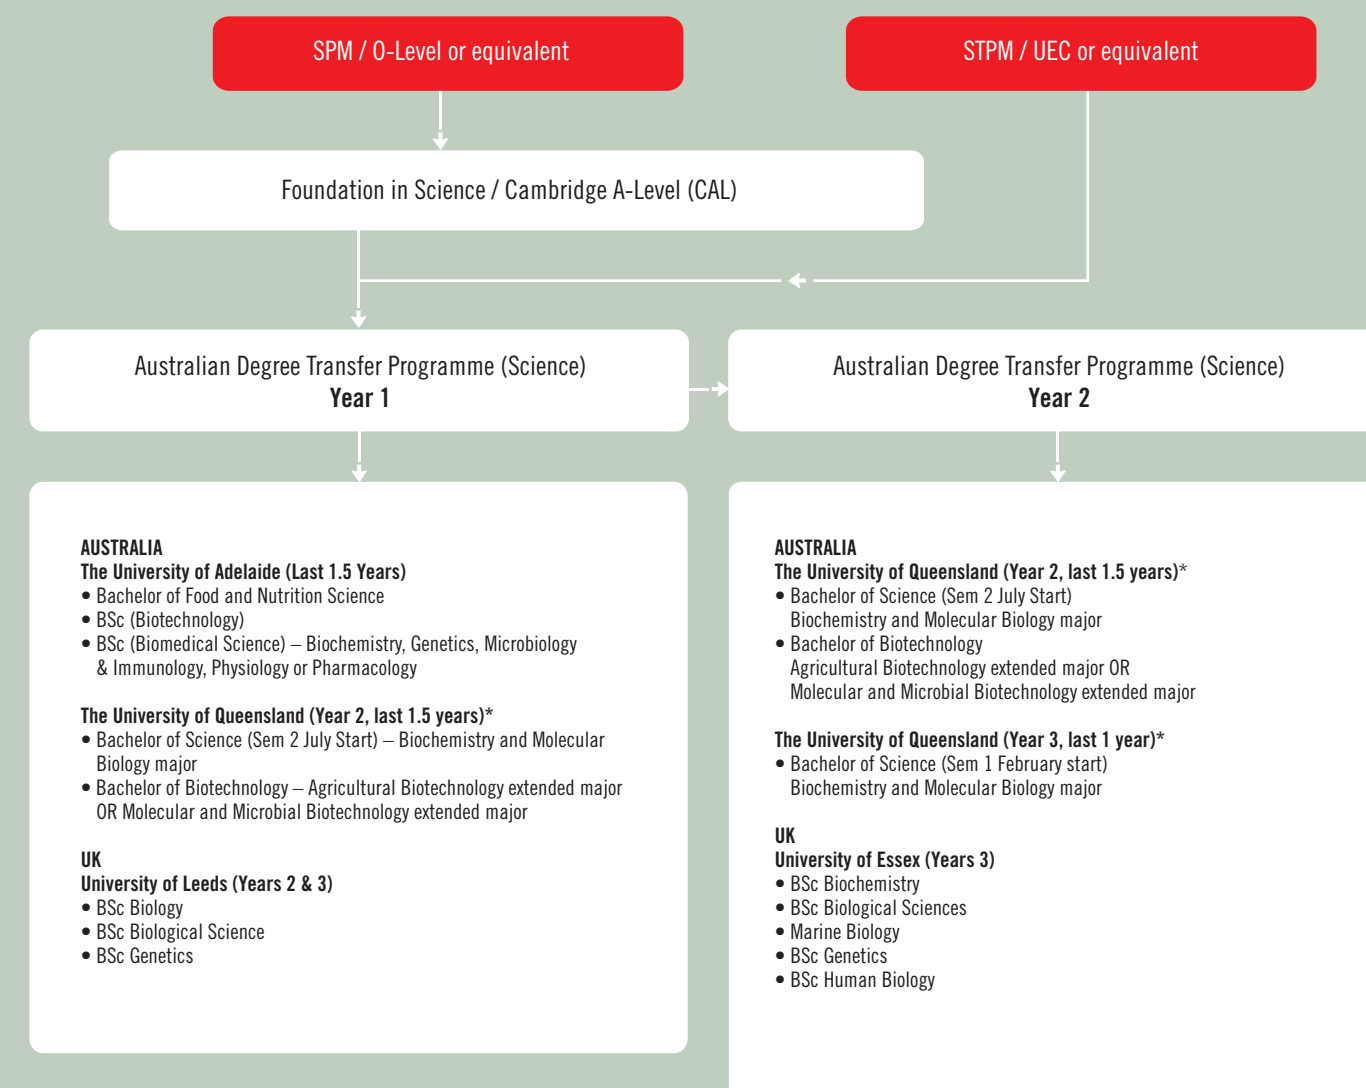 SPM / O-Level or equivalent
STPM / UEC or equivalent
Foundation in Science / Cambridge A-Level (CAL)
Australian Degree Transfer Programme (Science)
Year 1
Australian Degree Transfer Programme (Science)
Year 2
AUSTRALIA
The University of Adelaide (Last 1.5 Years)
• Bachelor of Food and Nutrition Science
• BSc (Biotechnology)
• BSc (Biomedical Science) – Biochemistry, Genetics, Microbiology
& Immunology, Physiology or Pharmacology
The University of Queensland (Year 2, last 1.5 years)*
• Bachelor of Science (Sem 2 July Start) – Biochemistry and Molecular
Biology major
• Bachelor of Biotechnology – Agricultural Biotechnology extended major
OR Molecular and Microbial Biotechnology extended major
UK
University of Leeds (Years 2 & 3)
• BSc Biology
• BSc Biological Science
• BSc Genetics
AUSTRALIA
The University of Queensland (Year 2, last 1.5 years)*
• Bachelor of Science (Sem 2 July Start)
Biochemistry and Molecular Biology major
• Bachelor of Biotechnology
Agricultural Biotechnology extended major OR
Molecular and Microbial Biotechnology extended major
The University of Queensland (Year 3, last 1 year)*
• Bachelor of Science (Sem 1 February start)
Biochemistry and Molecular Biology major
UK
University of Essex (Years 3)
• BSc Biochemistry
• BSc Biological Sciences
• Marine Biology
• BSc Genetics
• BSc Human Biology